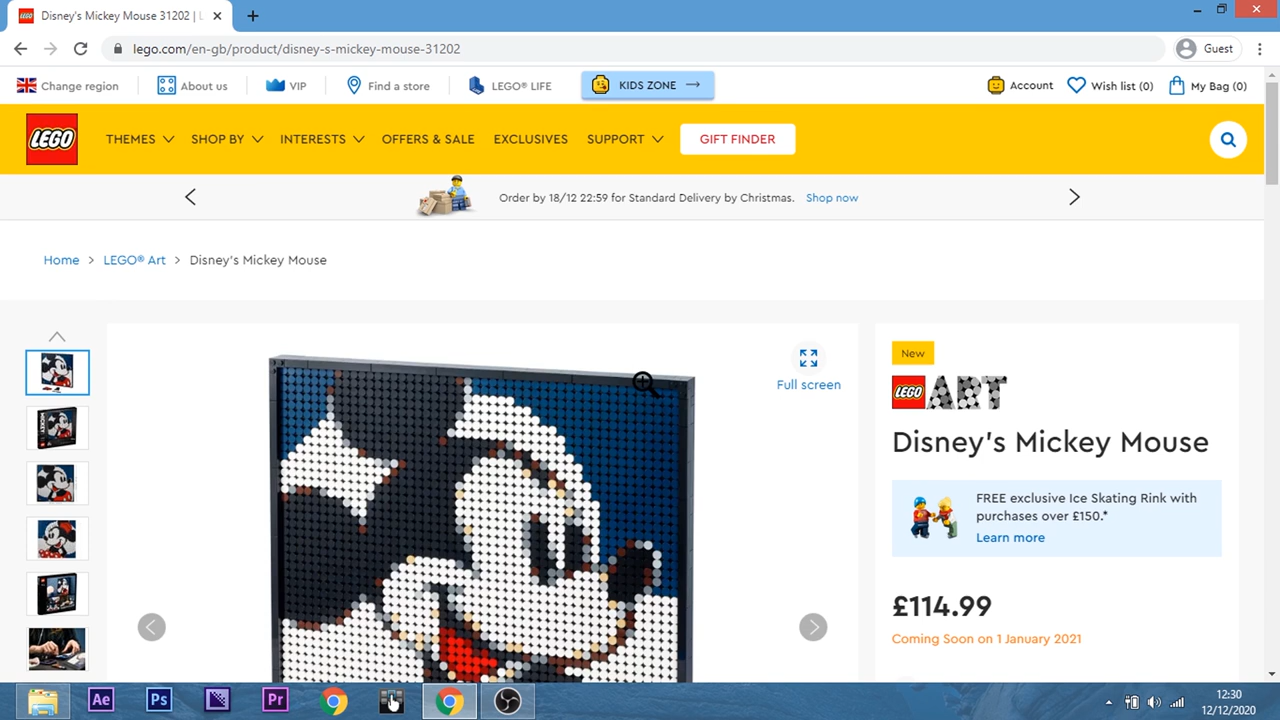 Disney's Mickey Mouse 31202 | L
lego.com/en-gb/product/disney-s-mickey-mouse-31202
Guest
Change region
About us
VIP
Find a store
LEGO® LIFE
KIDS ZONE
Account
Wish list (0)
My Bag (0)
LEGO
THEMES
SHOP BY
INTERESTS
OFFERS & SALE
EXCLUSIVES
SUPPORT
GIFT FINDER
Order by 18/12 22:59 for Standard Delivery by Christmas. Shop now
Home > LEGO® Art > Disney's Mickey Mouse
Full screen
New
LEGO ART
Disney's Mickey Mouse
FREE exclusive Ice Skating Rink with
purchases over £150.*
Learn more
£114.99
Coming Soon on 1 January 2021
Ae
Ps
Pr
12:30
12/12/2020